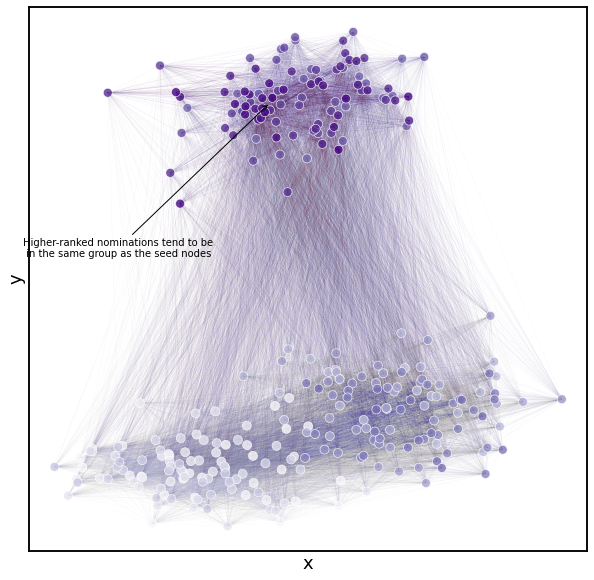 Higher-ranked nominations tend to be
in the same group as the seed nodes
y
x